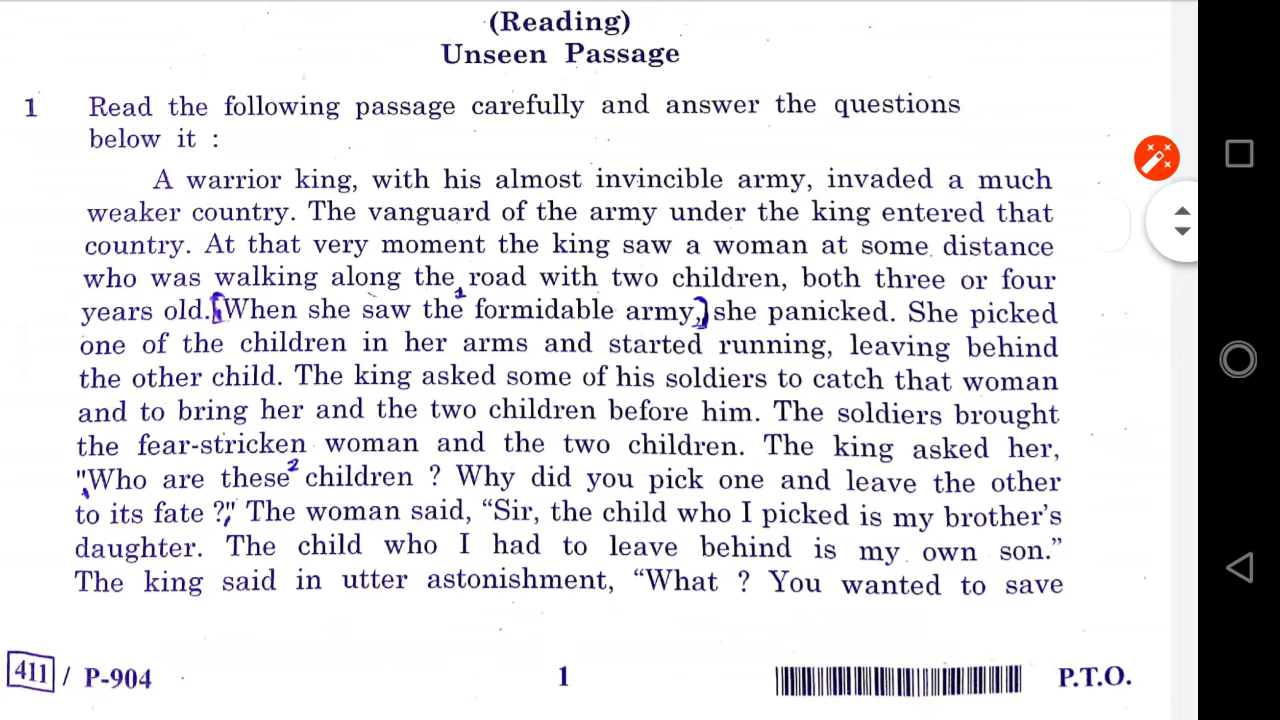 (Reading)
Unseen Passage
1 Read the following passage carefully and answer the questions
below it :
A warrior king, with his almost invincible army, invaded a much
weaker country. The vanguard of the army under the king entered that
country. At that very moment the king saw a woman at some distance
who was walking along the road with two children, both three or four
years old. [When she saw the 1 formidable army,] she panicked. She picked
one of the children in her arms and started running, leaving behind
the other child. The king asked some of his soldiers to catch that woman
and to bring her and the two children before him. The soldiers brought
the fear-stricken woman and the two children. The king asked her,
"Who are these 2 children ? Why did you pick one and leave the other
to its fate ?" The woman said, “Sir, the child who I picked is my brother's
daughter. The child who I had to leave behind is my own son.”
The king said in utter astonishment, “What ? You wanted to save
411 / P-904 1 P.T.O.